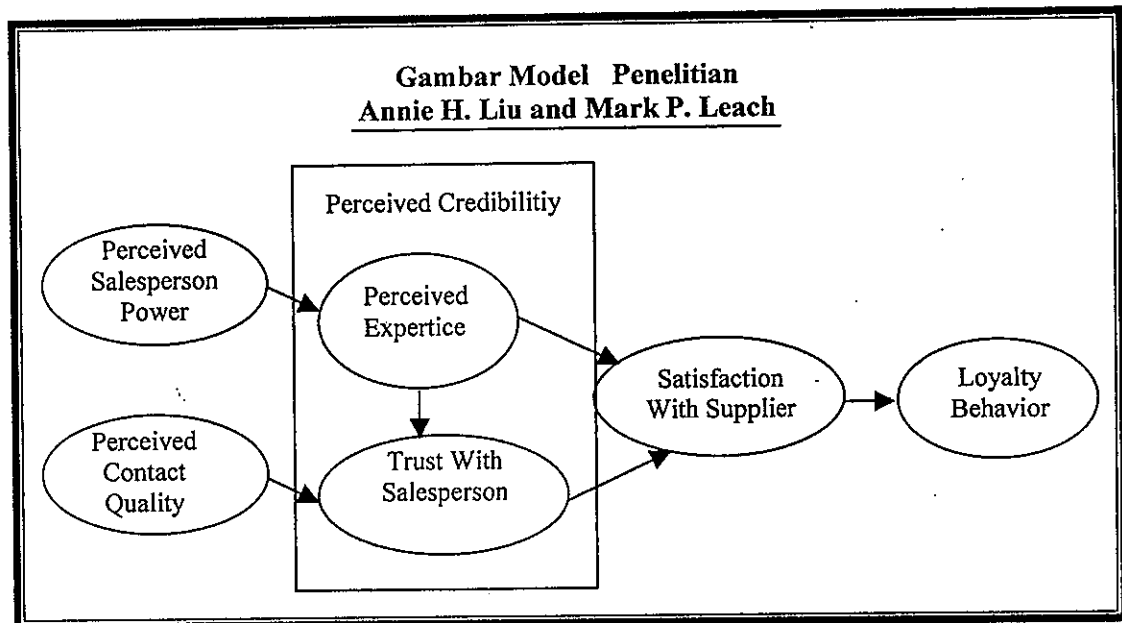 Gambar Model Penelitian
Annie H. Liu and Mark P. Leach
Perceived Credibilitiy
Perceived
Salesperson
Power
Perceived
Expertice
Satisfaction
With Supplier
Loyalty
Behavior
Perceived
Contact
Quality
Trust With
Salesperson